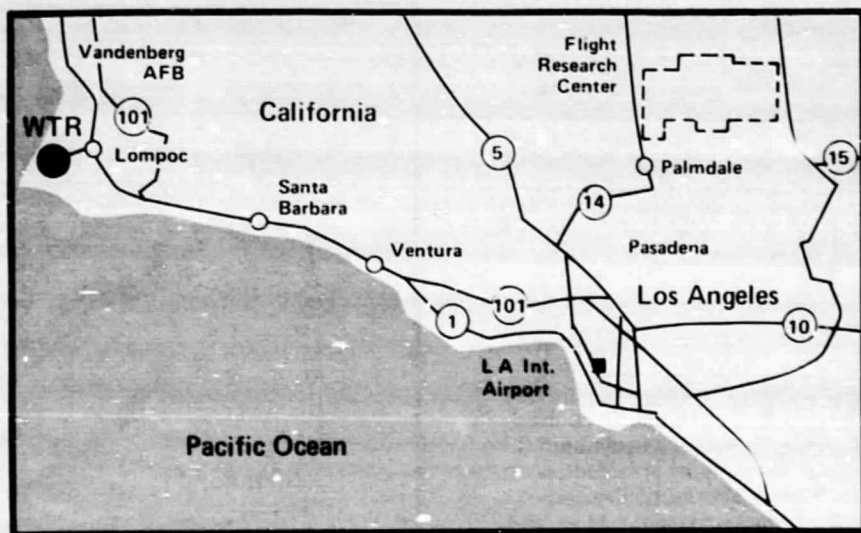 Vandenberg
AFB
Flight
Research
Center
101
California
WTR
Lompoc
5
15
Palmdale
14
Santa
Barbara
Ventura
Pasadena
Los Angeles
101
1
10
L A Int.
Airport
Pacific Ocean